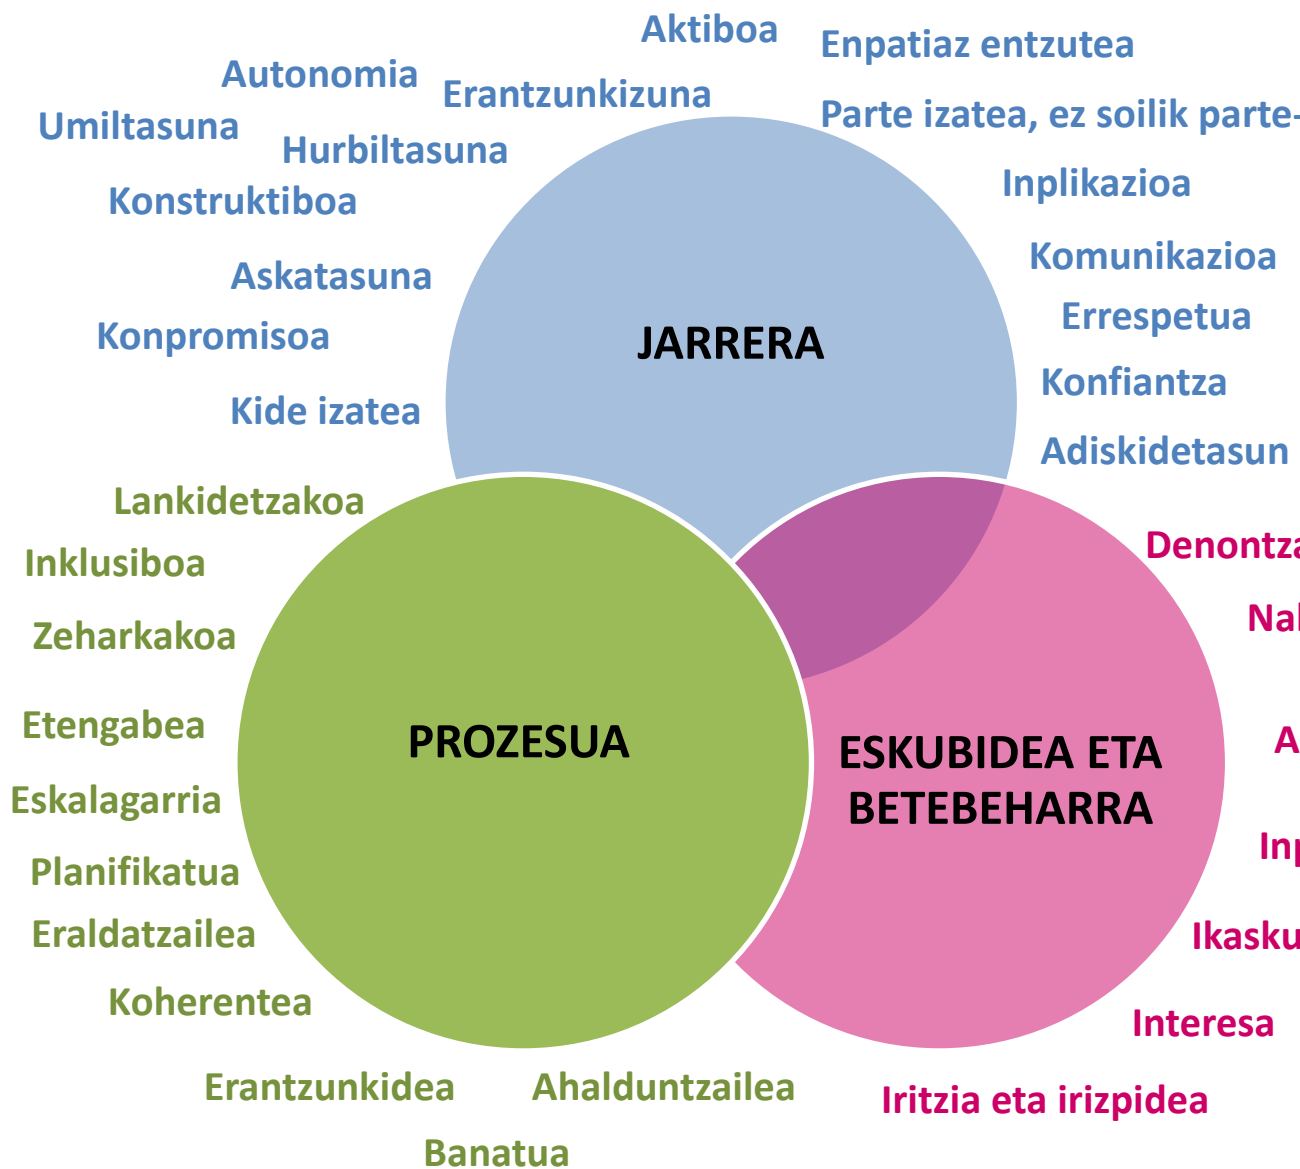 Aktiboa
Enpatiaz entzutea
Autonomia
Erantzunkizuna
Parte izatea, ez soilik parte-
Umiltasuna
Hurbiltasuna
Inplikazioa
Konstruktiboa
Komunikazioa
Askatasuna
Errespetua
Konpromisoa
JARRERA
Konfiantza
Kide izatea
Adiskidetasun
Lankidetzakoa
Inklusiboa
Zeharkakoa
Etengabea
PROZESUA
ESKUBIDEA ETA
BETEBEHARRA
Eskalagarria
Planifikatua
Eraldatzailea
Koherentea
Interesa
Erantzunkidea
Ahalduntzailea
Iritzia eta irizpidea
Banatua